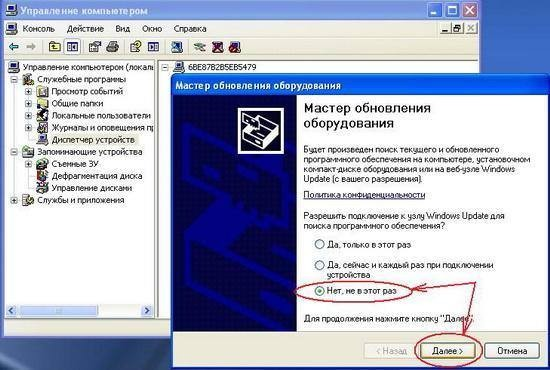 Управление компьютером
Консоль Действие Вид Окно Справка
Управление компьютером (локаль
Служебные программы
Просмотр событий
Общие папки
Локальные пользователи
Журналы и оповещения пр
Диспетчер устройств
Запоминающие устройства
Съемные ЗУ
Дефрагментация диска
Управление дисками
Службы и приложения
6BE87B2B5EB5479
Мастер обновления оборудования
Мастер обновления
оборудования
Будет произведен поиск текущего и обновленного
программного обеспечения на компьютере, установочном
компакт-диске оборудования или на веб-узле Windows
Update (с вашего разрешения).
Политика конфиденциальности
Разрешить подключение к узлу Windows Update для
поиска программного обеспечения?
Да, только в этот раз
Да, сейчас и каждый раз при подключении
устройства
Нет, не в этот раз
Для продолжения нажмите кнопку "Далее".
< Назад Далее > Отмена